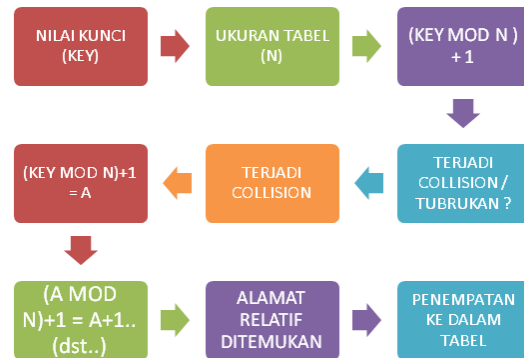 NILAI KUNCI
(KEY)
UKURAN TABEL
(N)
(KEY MOD N )
+ 1
TERJADI
COLLISION /
TUBRUKAN ?
TERJADI
COLLISION
(KEY MOD N)+1
= A
(A MOD
N)+1 = A+1..
(dst..)
ALAMAT
RELATIF
DITEMUKAN
PENEMPATAN
KE DALAM
TABEL